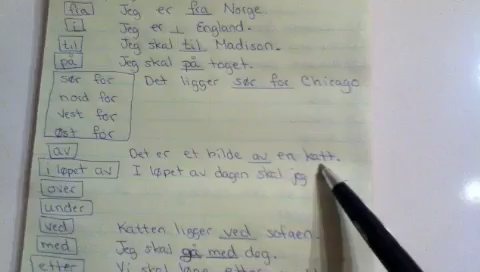 fra Jeg er fra Norge
i Jeg er i England.
til Jeg skal til Madison.
på Jeg skal på toget.
sør for Det ligger sør for Chicago
nord for
vest for
øst for
av Det er et bilde av en katt.
i løpet av I løpet av dagen skal jeg
over
under
ved Katten ligger ved sofaen.
med Jeg skal gå med dog.
etter Vi skal